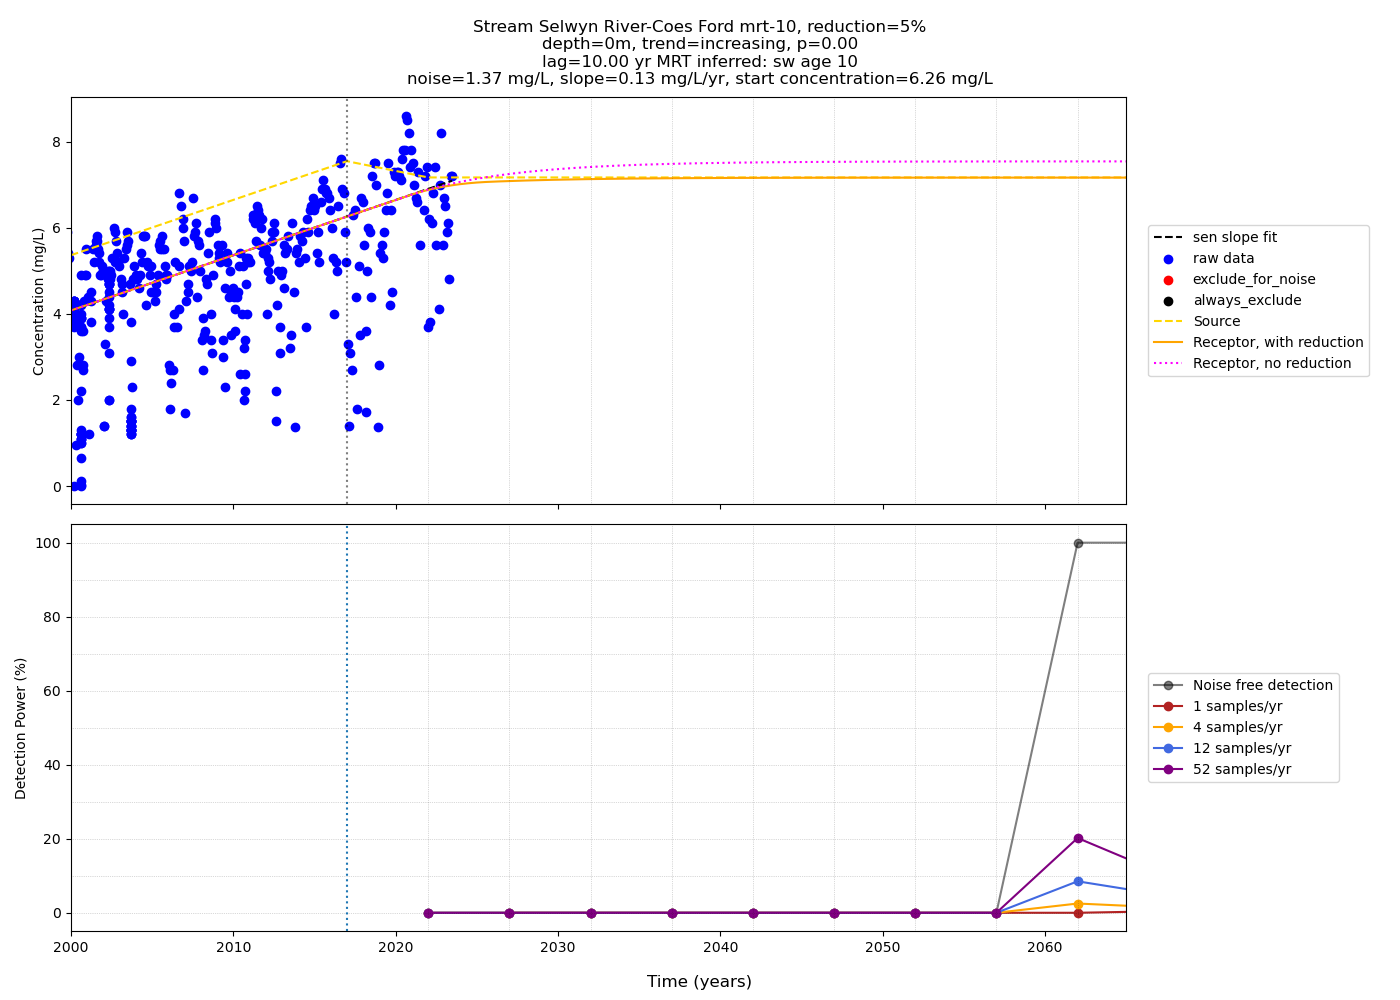 Stream Selwyn River-Coes Ford mrt-10, reduction=5%
depth=0m, trend=increasing, p=0.00
lag=10.00 yr MRT inferred: sw age 10
noise=1.37 mg/L, slope=0.13 mg/L/yr, start concentration=6.26 mg/L
Concentration (mg/L)
8
6
4
2
0
sen slope fit
raw data
exclude_for_noise
always_exclude
Source
Receptor, with reduction
Receptor, no reduction
Detection Power (%)
100
80
60
40
20
0
Noise free detection
1 samples/yr
4 samples/yr
12 samples/yr
52 samples/yr
2000 2010 2020 2030 2040 2050 2060
Time (years)